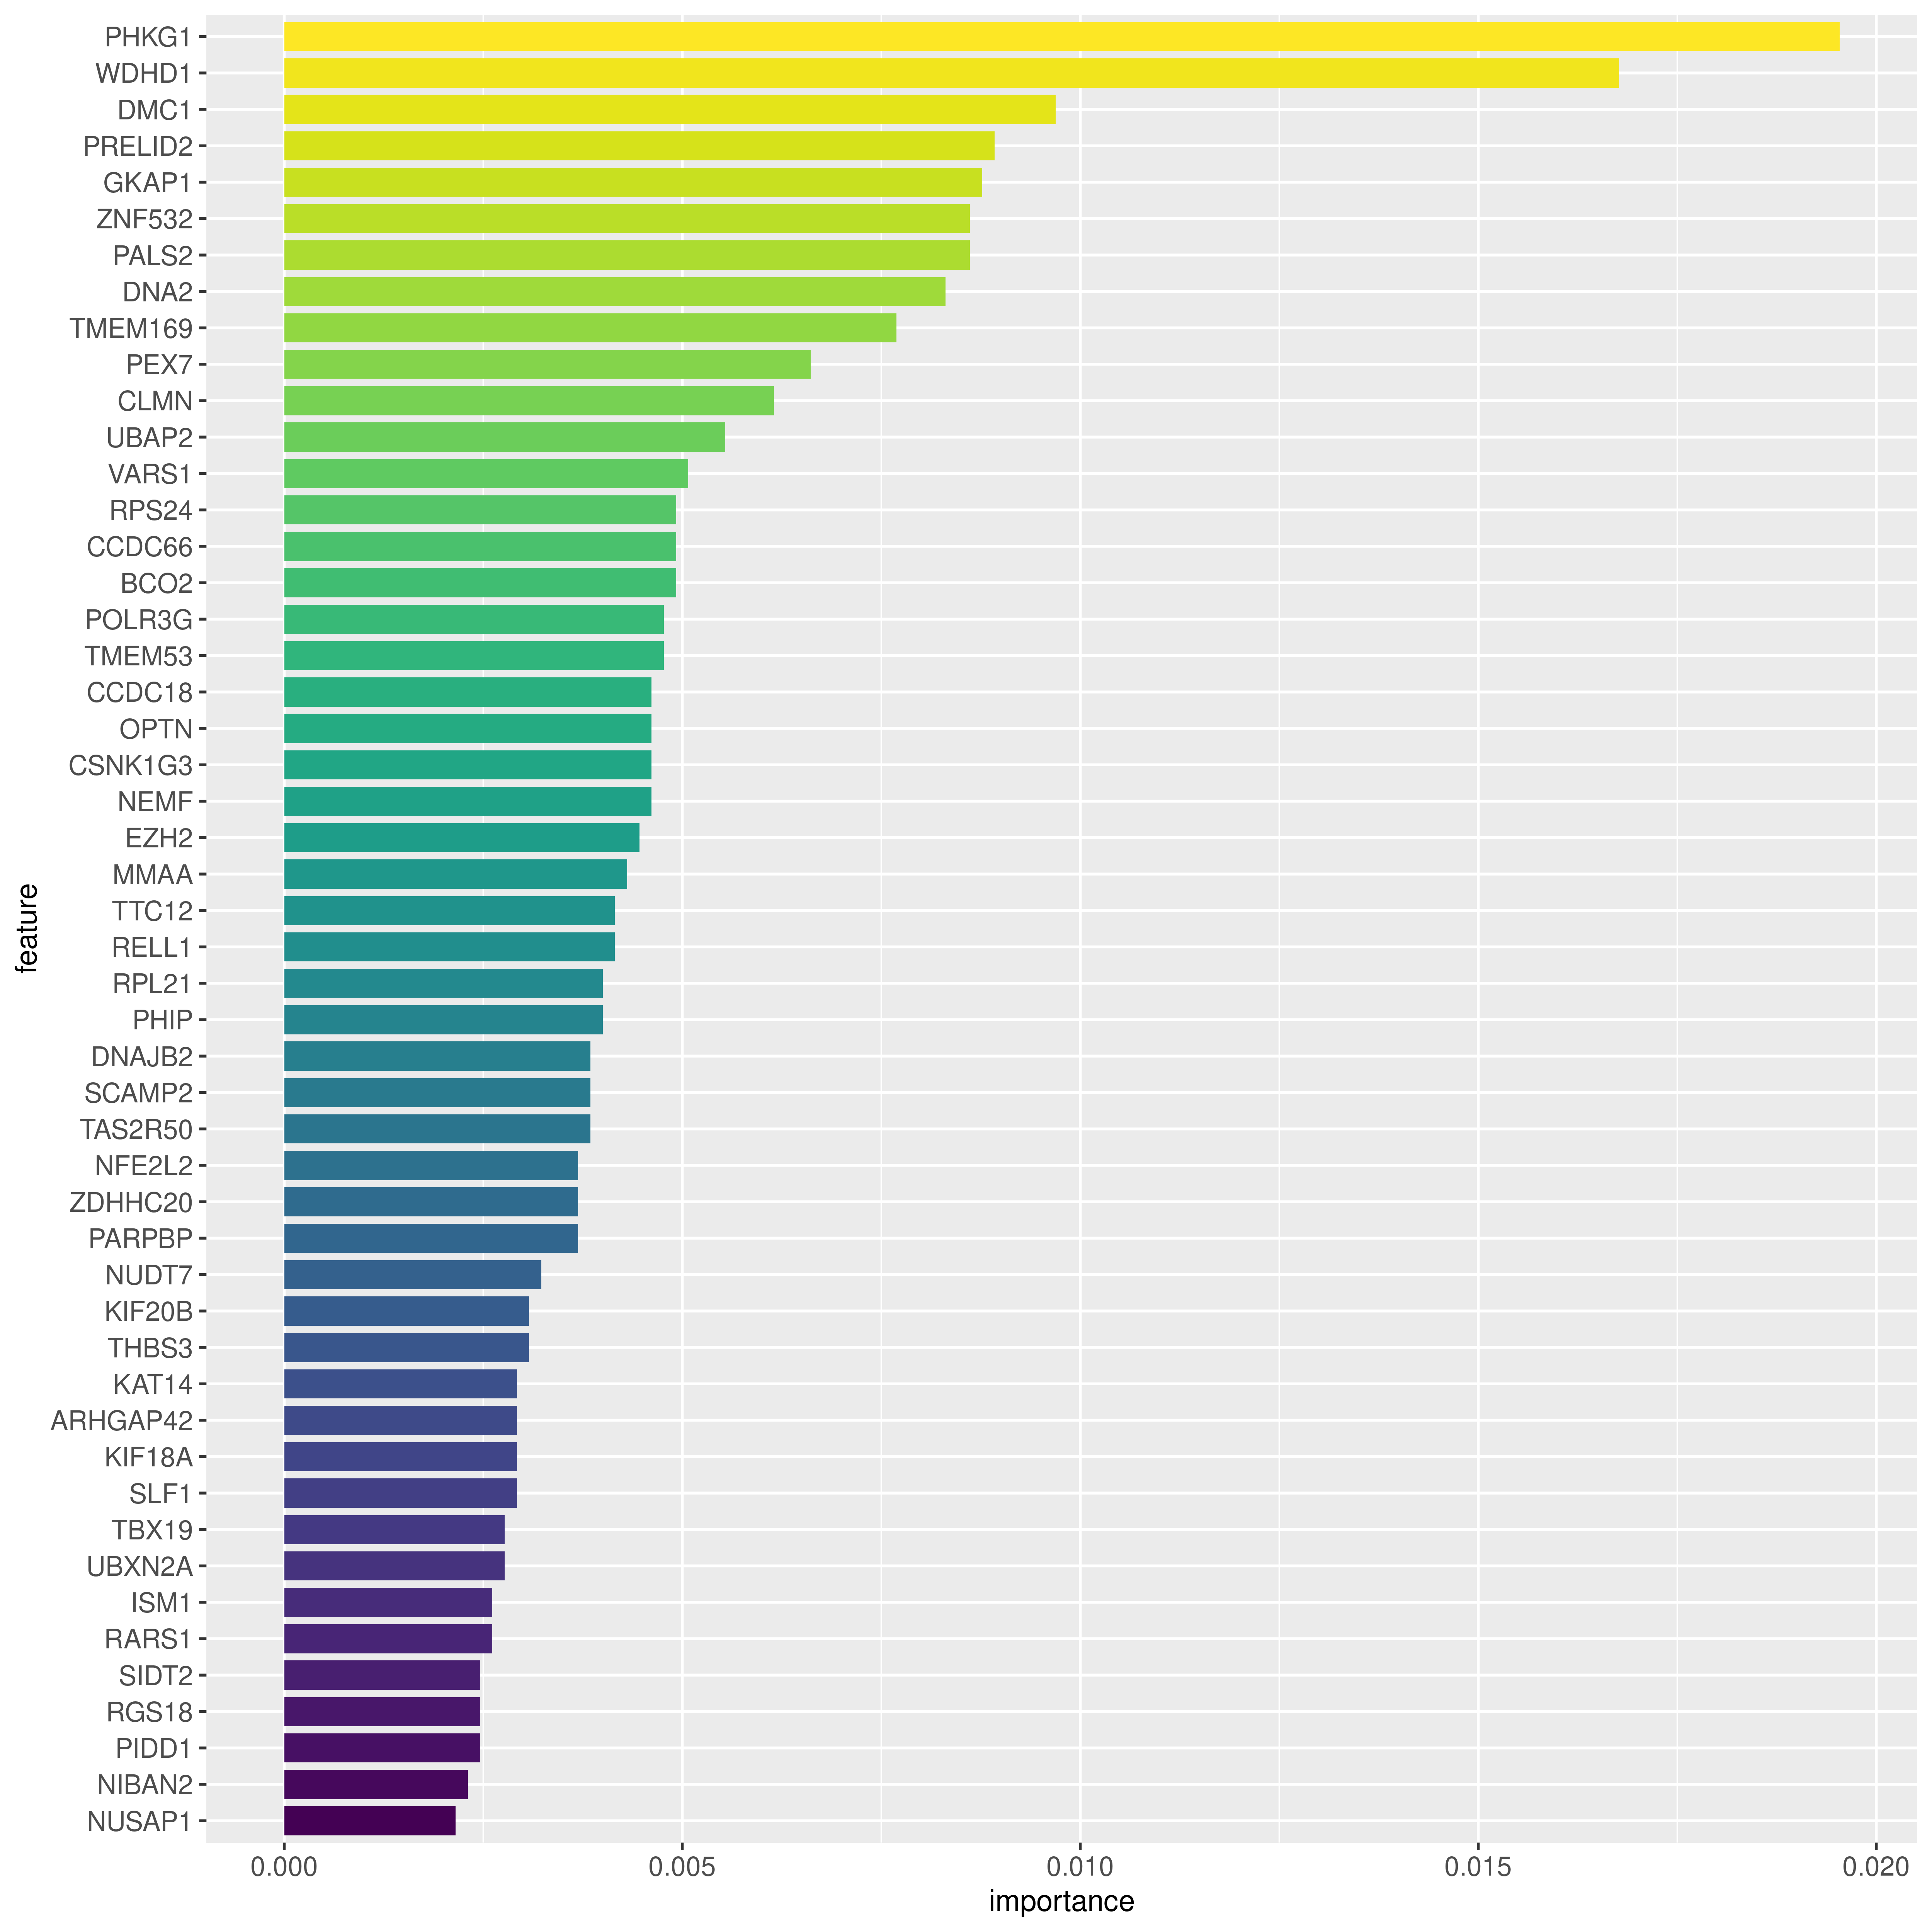 PHKG1
WDHD1
DMC1
PRELID2
GKAP1
ZNF532
PALS2
DNA2
TMEM169
PEX7
CLMN
UBAP2
VARS1
RPS24
CCDC66
BCO2
POLR3G
TMEM53
CCDC18
OPTN
CSNK1G3
NEMF
EZH2
MMAA
TTC12
RELL1
RPL21
PHIP
DNAJB2
SCAMP2
TAS2R50
NFE2L2
ZDHHC20
PARPBP
NUDT7
KIF20B
THBS3
KAT14
ARHGAP42
KIF18A
SLF1
TBX19
UBXN2A
ISM1
RARS1
SIDT2
RGS18
PIDD1
NIBAN2
NUSAP1
feature
0.000 0.005 0.010 0.015 0.020
importance